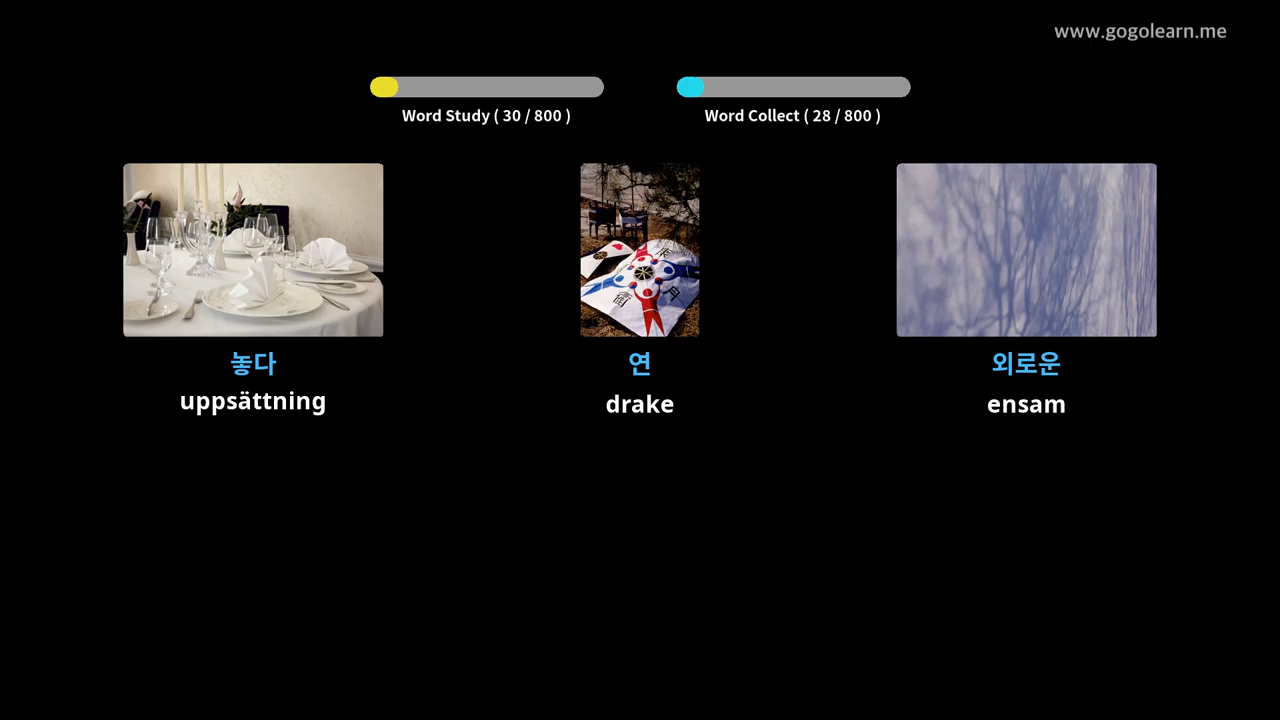 www.gogolearn.me
Word Study ( 30 / 800 )
Word Collect ( 28 / 800 )
놓다
연
외로운
uppsättning
drake
ensam